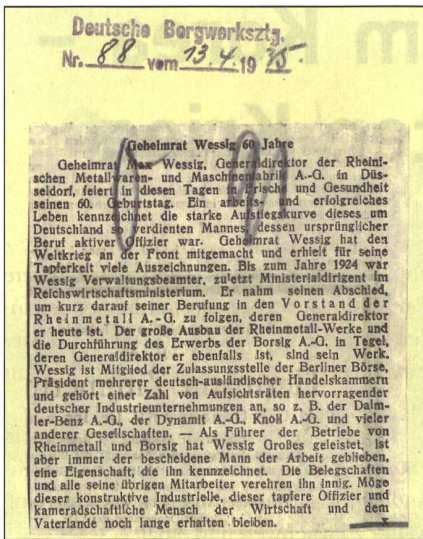 Deutsche Bergwerksztg.
Nr. 88 vom 13.4.1935.
Geheimrat Wessig 60 Jahre
Geheimrat Max Wessig, Generaldirektor der Rheini-
schen Metallwaren- und Maschinenfabrik A.-G. in Düs-
seldorf, feiert in diesen Tagen in Frische und Gesundheit
seinen 60. Geburtstag. Ein arbeits- und erfolgreiches
Leben kennzeichnet die starke Aufstiegskurve dieses um
Deutschland so verdienten Mannes, dessen ursprünglicher
Beruf aktiver Offizier war. Geheimrat Wessig hat den
Weltkrieg an der Front mitgemacht und erhielt für seine
Tapferkeit viele Auszeichnungen. Bis zum Jahre 1924 war
Wessig Verwaltungsbeamter, zuletzt Ministerialdirigent im
Reichswirtschaftsministerium. Er nahm seinen Abschied,
um kurz darauf seiner Berufung in den Vorstand der
Rheinmetall A.-G. zu folgen, deren Generaldirektor
er heute ist. Der große Ausbau der Rheinmetall-Werke und
die Durchführung des Erwerbs der Borsig A.-G. in Tegel,
deren Generaldirektor er ebenfalls ist, sind sein Werk.
Wessig ist Mitglied der Zulassungsstelle der Berliner Börse,
Präsident mehrerer deutsch-ausländischer Handelskammern
und gehört einer Zahl von Aufsichtsräten hervorragender
deutscher Industrieunternehmungen an, so z. B. der Daim-
ler-Benz A.-G., der Dynamit A.-G., Knoll A.-G. und vieler
anderer Gesellschaften. — Als Führer der Betriebe von
Rheinmetall und Borsig hat Wessig Großes geleistet, ist
aber immer der bescheidene Mann der Arbeit geblieben,
eine Eigenschaft, die ihn kennzeichnet. Die Belegschaften
und alle seine übrigen Mitarbeiter verehren ihn innig. Möge
dieser konstruktive Industrielle, dieser tapfere Offizier und
kameradschaftliche Mensch der Wirtschaft und dem
Vaterlande noch lange erhalten bleiben.